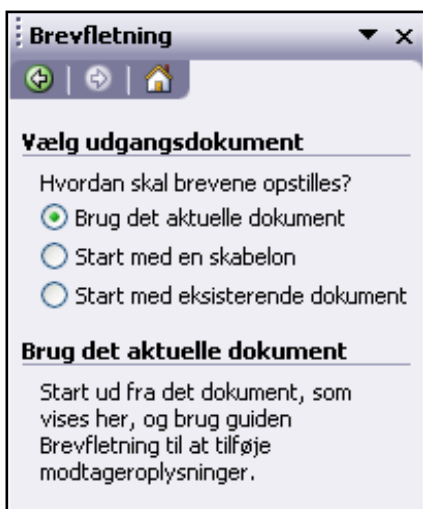 Brevfletning
Vælg udgangsdokument
Hvordan skal brevene opstilles?
Brug det aktuelle dokument
Start med en skabelon
Start med eksisterende dokument
Brug det aktuelle dokument
Start ud fra det dokument, som
vises her, og brug guiden
Brevfletning til at tilføje
modtageroplysninger.